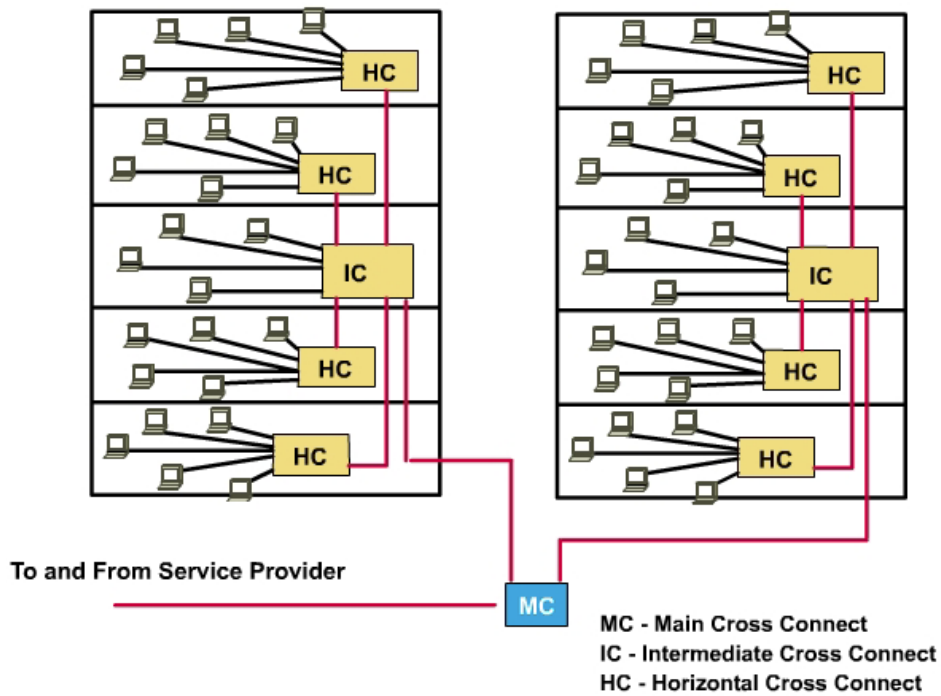 HC
HC
HC
HC
IC
IC
HC
HC
HC
HC
To and From Service Provider
MC
MC - Main Cross Connect
IC - Intermediate Cross Connect
HC - Horizontal Cross Connect